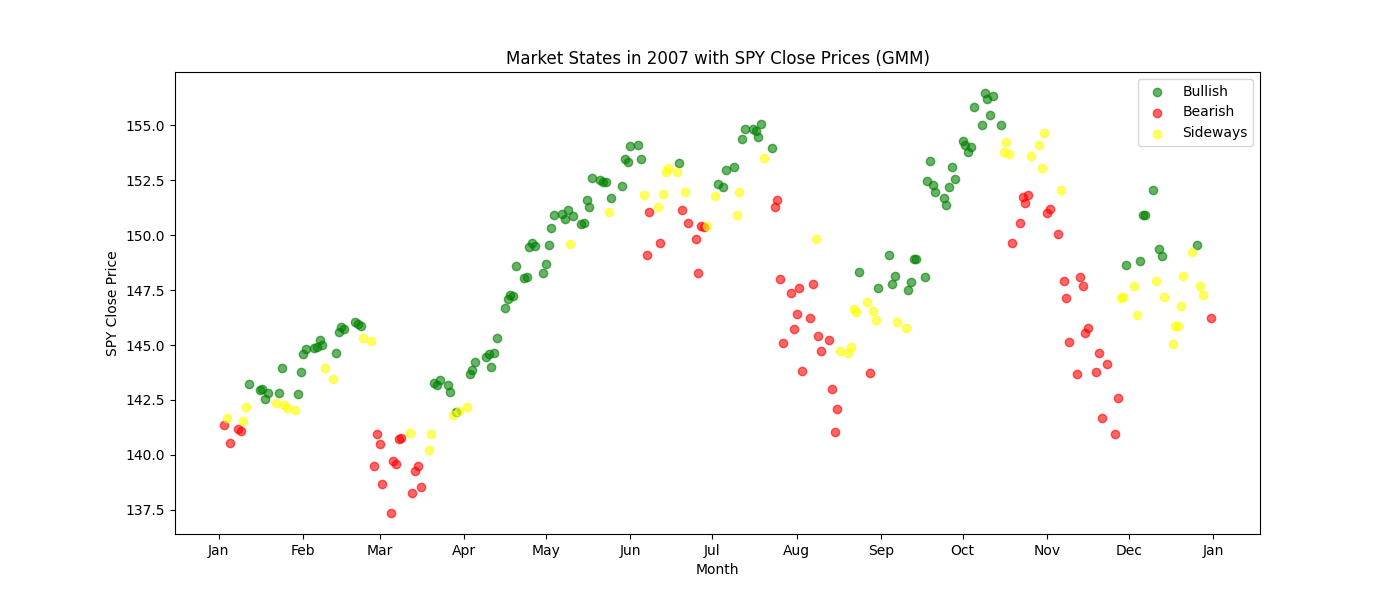 Market States in 2007 with SPY Close Prices (GMM)
Bullish
Bearish
Sideways
SPY Close Price
155.0
152.5
150.0
147.5
145.0
142.5
140.0
137.5
Jan Feb Mar Apr May Jun Jul Aug Sep Oct Nov Dec Jan
Month